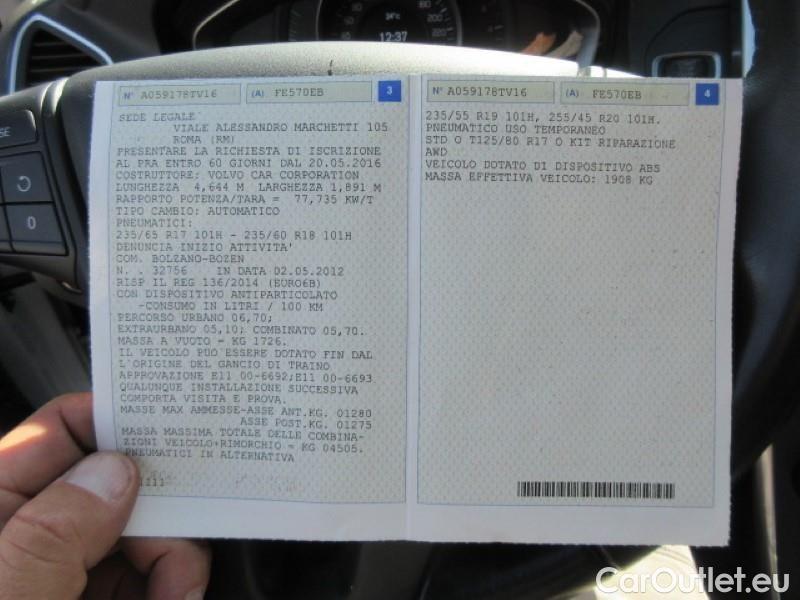 24°c
12:37
200
220
N° A059178TV16 (A) FE570EB 3
SEDE LEGALE
VIALE ALESSANDRO MARCHETTI 105
ROMA (RM)
PRESENTARE LA RICHIESTA DI ISCRIZIONE
AL PRA ENTRO 60 GIORNI DAL 20.05.2016
COSTRUTTORE: VOLVO CAR CORPORATION
LUNGHEZZA 4,644 M LARGHEZZA 1,891 M
RAPPORTO POTENZA/TARA = 77,735 KW/T
TIPO CAMBIO: AUTOMATICO
PNEUMATICI:
235/65 R17 101H - 235/60 R18 101H
DENUNCIA INIZIO ATTIVITA'
COM. BOLZANO-BOZEN
N. . 32756 IN DATA 02.05.2012
RISP IL REG 136/2014 (EURO6B)
CON DISPOSITIVO ANTIPARTICOLATO
-CONSUMO IN LITRI / 100 KM
PERCORSO URBANO 06,70;
EXTRAURBANO 05,10; COMBINATO 05,70.
MASSA A VUOTO = KG 1726.
IL VEICOLO PUO'ESSERE DOTATO FIN DAL
L'ORIGINE DEL GANCIO DI TRAINO
APPROVAZIONE E11 00-6692;E11 00-6693
QUALUNQUE INSTALLAZIONE SUCCESSIVA
COMPORTA VISITA E PROVA.
MASSE MAX AMMESSE-ASSE ANT.KG. 01280
ASSE POST.KG. 01275
MASSA MASSIMA TOTALE DELLE COMBINA-
ZIONI VEICOLO+RIMORCHIO = KG 04505.
PNEUMATICI IN ALTERNATIVA
N° A059178TV16 (A) FE570EB 4
235/55 R19 101H, 255/45 R20 101H.
PNEUMATICO USO TEMPORANEO
STD O T125/80 R17 O KIT RIPARAZIONE
AWD
VEICOLO DOTATO DI DISPOSITIVO ABS
MASSA EFFETTIVA VEICOLO: 1908 KG
0
CarOutlet.eu